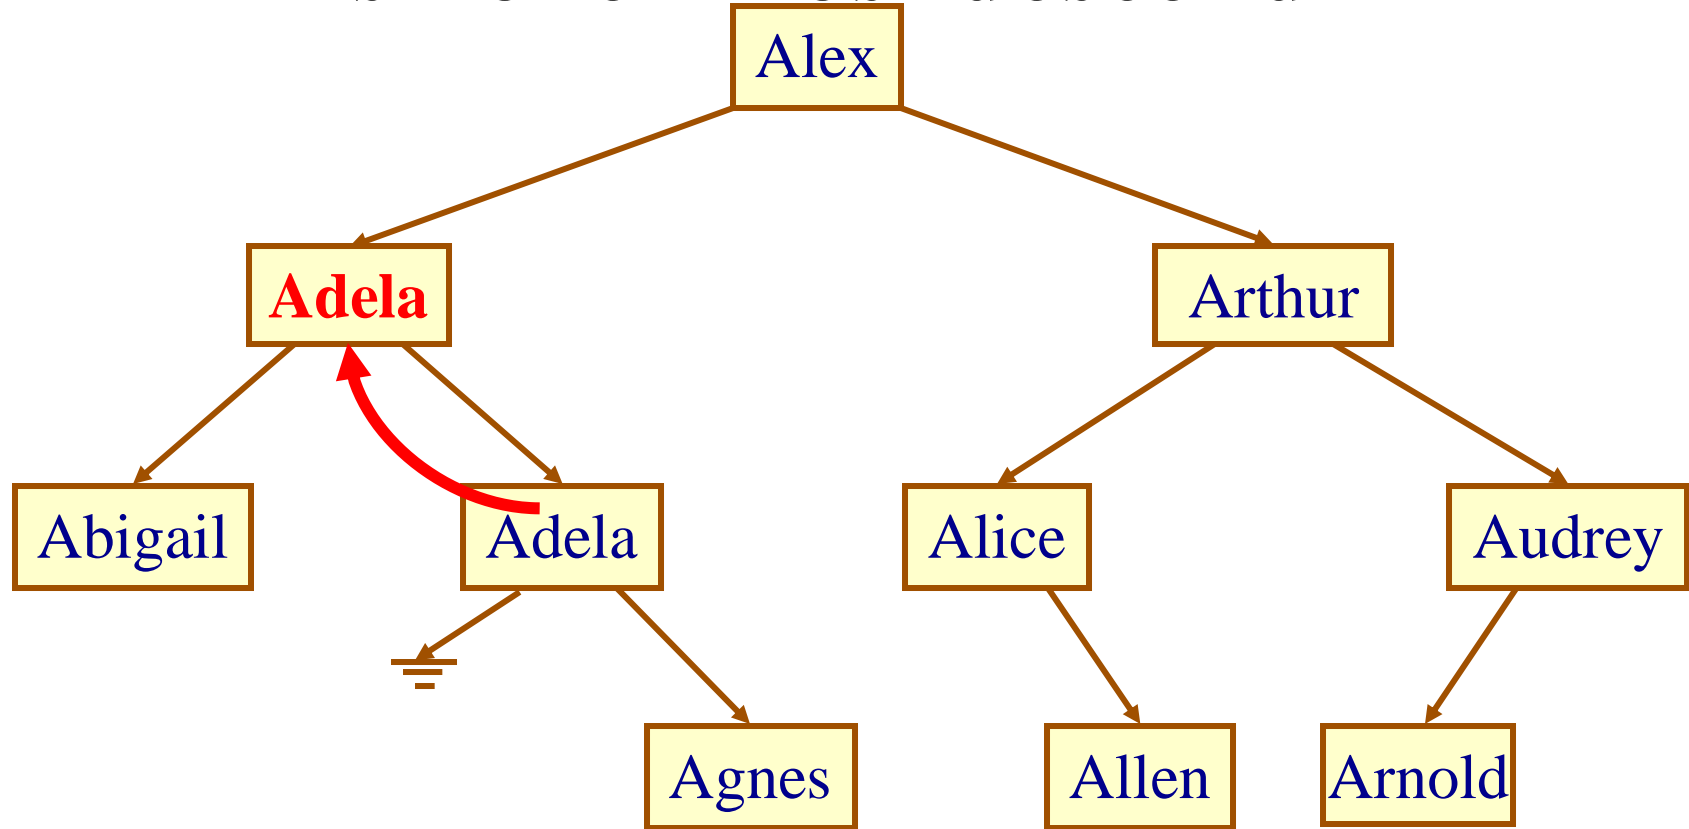 Alex
Adela
Arthur
Abigail
Adela
Alice
Audrey
Agnes
Allen
Arnold